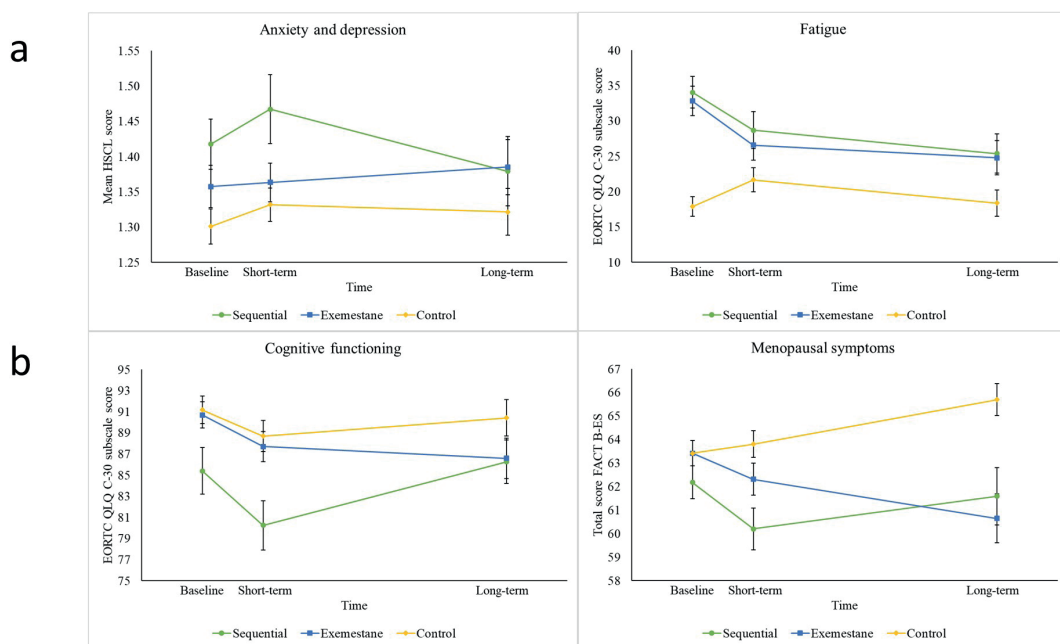 a
Anxiety and depression
Mean HSCL score
1.55
1.50
1.45
1.40
1.35
1.30
1.25
Baseline Short-term Long-term
Time
Sequential Exemestane Control
Fatigue
EORTC QLQ C-30 subscale score
40
35
30
25
20
15
10
Baseline Short-term Long-term
Time
Sequential Exemestane Control
b
Cognitive functioning
EORTC QLQ C-30 subscale score
95
93
91
89
87
85
83
81
79
77
75
Baseline Short-term Long-term
Time
Sequential Exemestane Control
Menopausal symptoms
Total score FACT B-ES
67
66
65
64
63
62
61
60
59
58
Baseline Short-term Long-term
Time
Sequential Exemestane Control